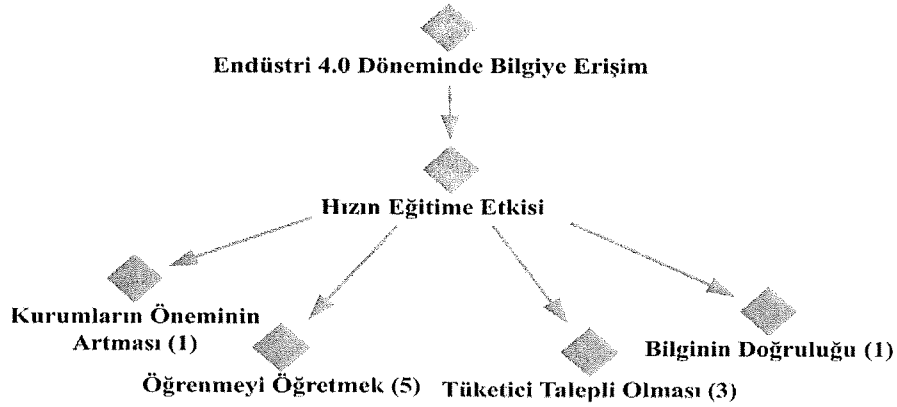 Endüstri 4.0 Döneminde Bilgiye Erişim
Hızın Eğitime Etkisi
Kurumların Öneminin
Artması (1)
Öğrenmeyi Öğretmek (5)
Tüketici Talepli Olması (3)
Bilginin Doğruluğu (1)